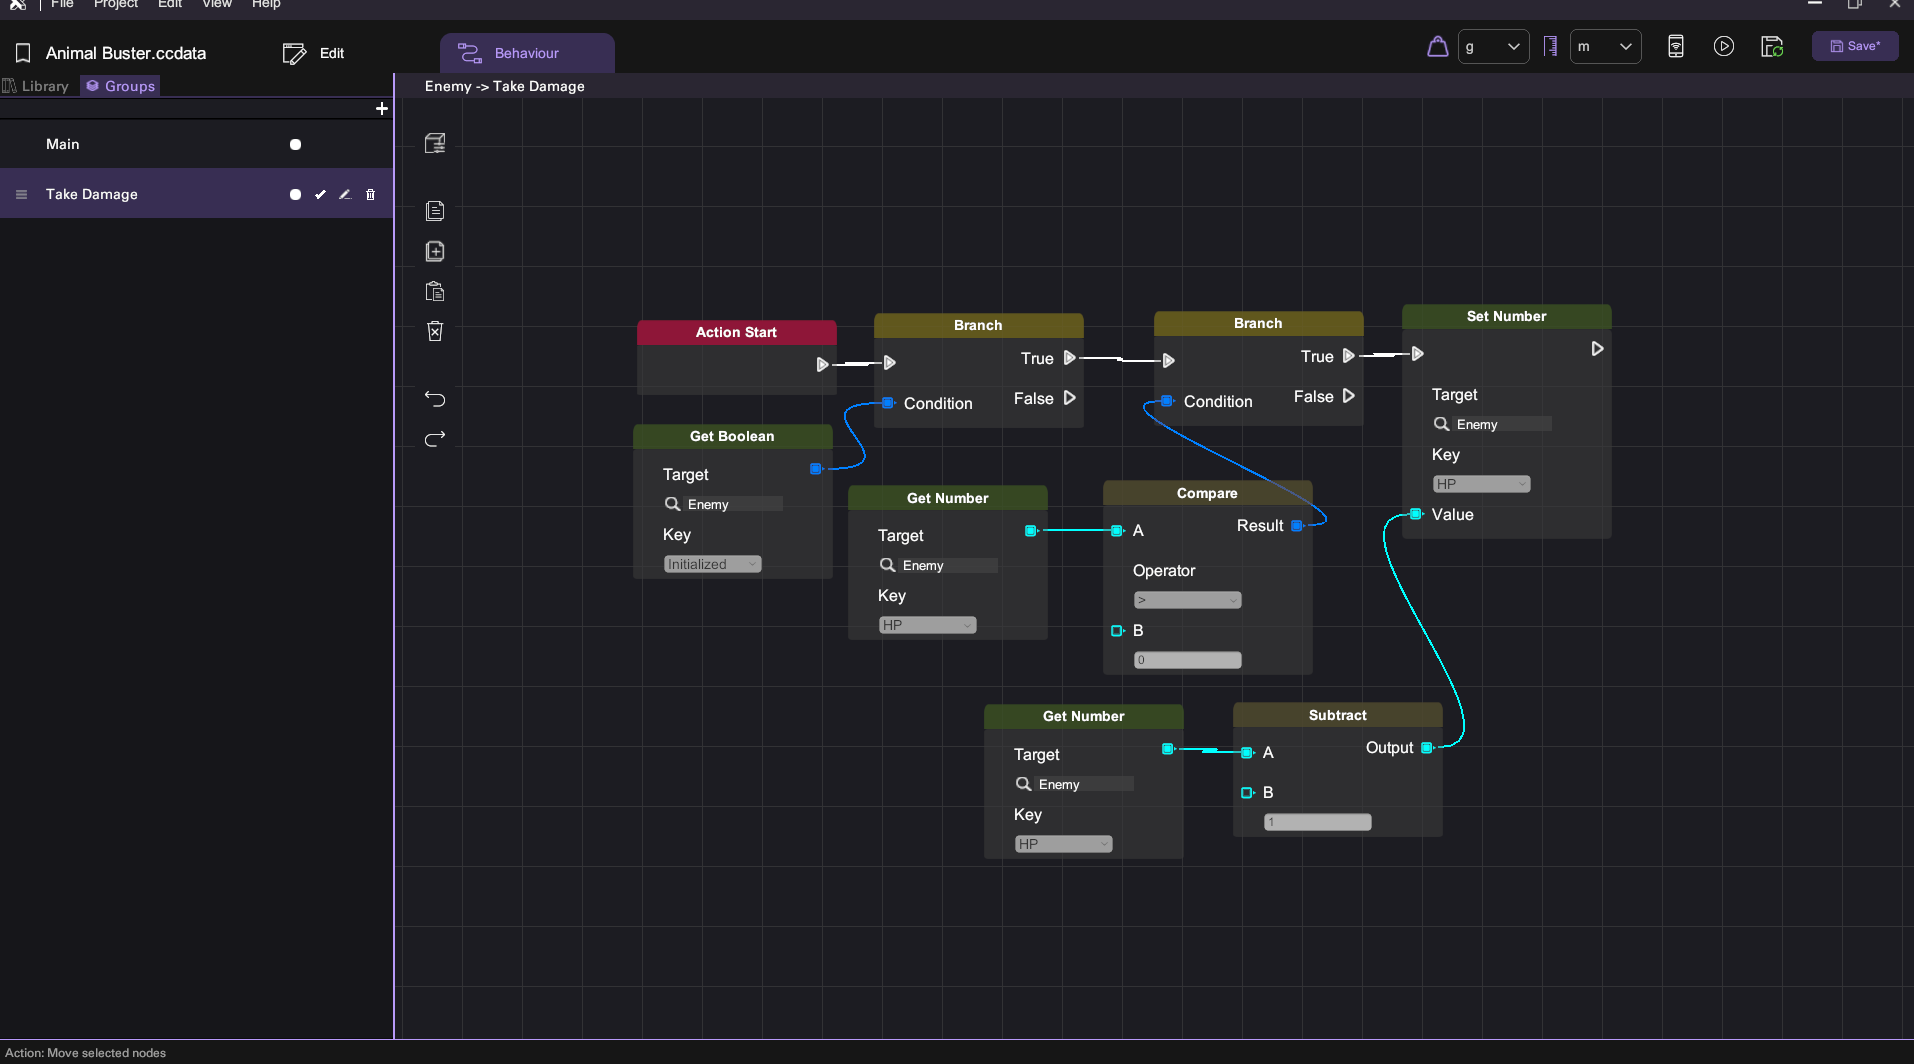 File Project Edit View Help
Animal Buster.ccdata
Edit
Behaviour
g
m
Save*
Library
Groups
Enemy -> Take Damage
Main
Take Damage
Action Start
Branch
True
False
Condition
Branch
True
False
Condition
Set Number
Target
Enemy
Key
HP
Value
Get Boolean
Target
Enemy
Key
Initialized
Get Number
Target
Enemy
Key
HP
Compare
Result
A
Operator
>
B
0
Get Number
Target
Enemy
Key
HP
Subtract
Output
A
B
1
Action: Move selected nodes